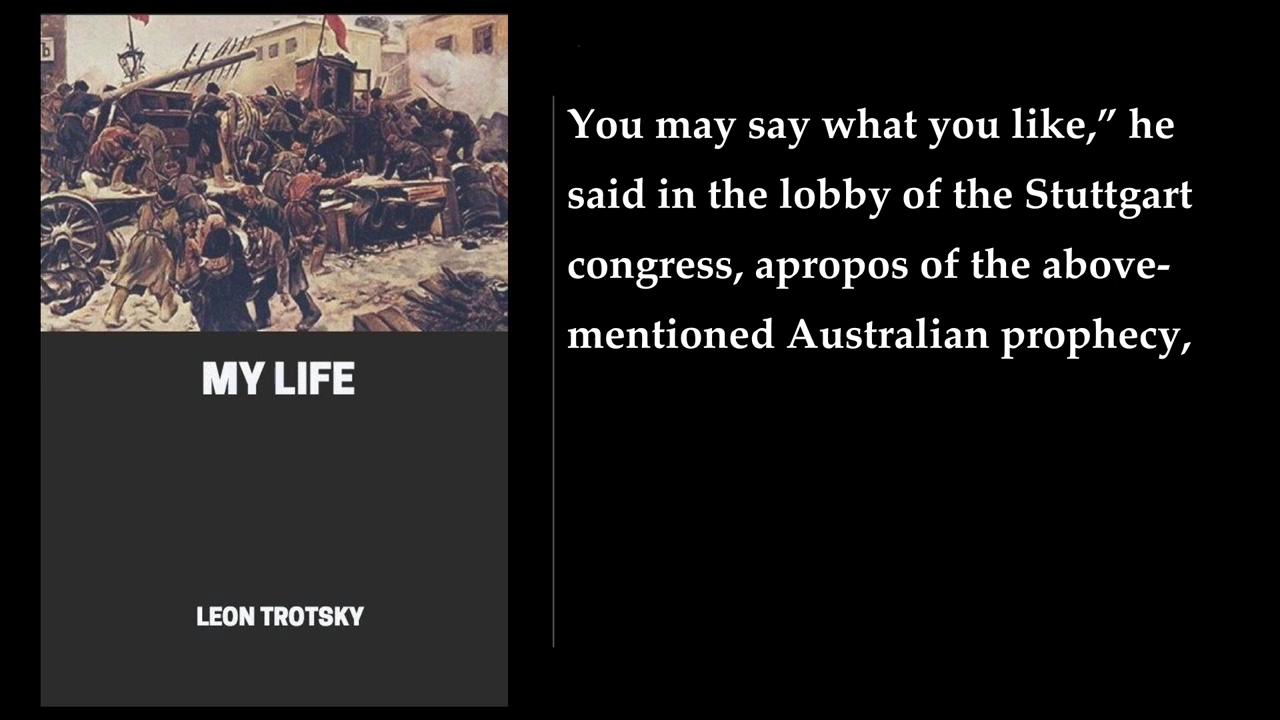 MY LIFE
LEON TROTSKY
You may say what you like,” he
said in the lobby of the Stuttgart
congress, apropos of the above-
mentioned Australian prophecy,